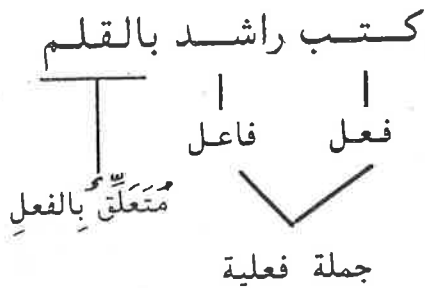 كتب راشد بالقلم
فعل فاعل
مُتَعَلِّقٌ بِالفعلِ
جملة فعلية